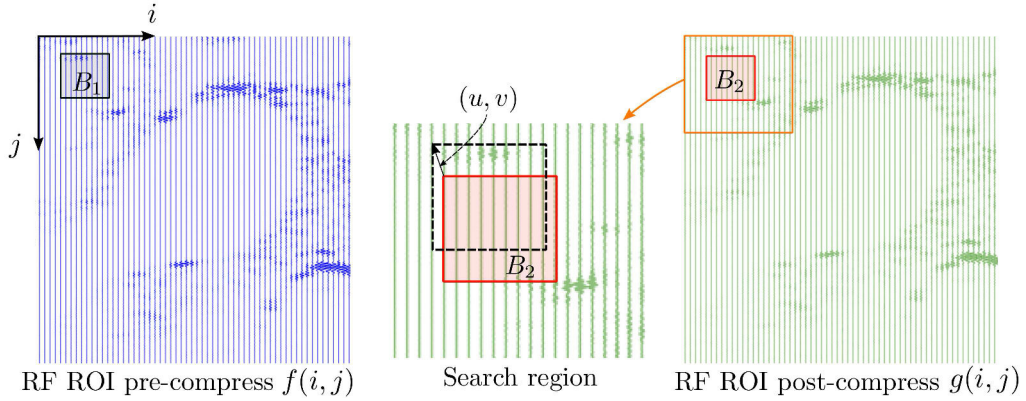 i
j
B₁
RF ROI pre-compress f(i, j)
(u, v)
B₂
Search region
B₂
RF ROI post-compress g(i, j)